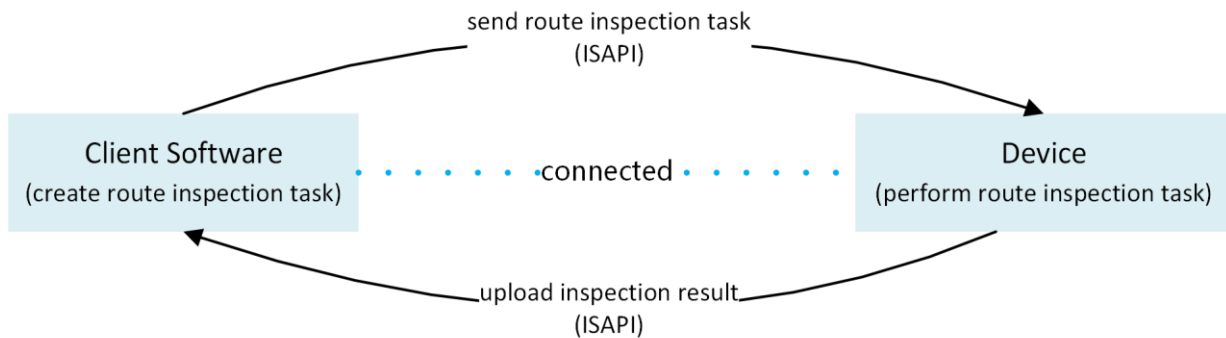 send route inspection task
(ISAPI)
Client Software
(create route inspection task)
connected
Device
(perform route inspection task)
upload inspection result
(ISAPI)